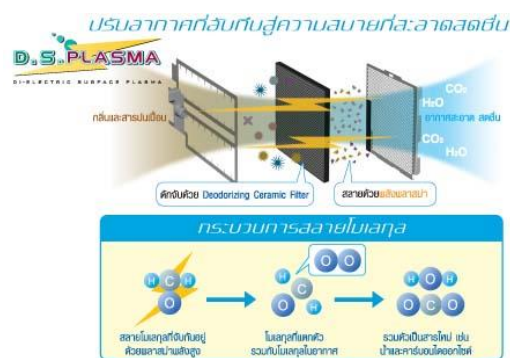 ปรับอากาศที่อับทึบสู่ความสบายที่สะอาดสดชื่น
D.S.PLASMA
DI-ELECTRIC SURFACE PLASMA
กลิ่นและสารปนเปื้อน
CO₂
H₂O
อากาศสะอาด สดชื่น
CO₂
H₂O
ดักจับด้วย Deodorizing Ceramic Filter
สลายด้วยพลังพลาสม่า
กระบวนการสลายโมเลกุล
H C H O
H C H O O O
H O H O C O
สลายโมเลกุลที่จับกันอยู่
ด้วยพลาสม่าพลังสูง
โมเลกุลที่แตกตัว
รวมกับโมเลกุลในอากาศ
รวมตัวเป็นสารใหม่ เช่น
น้ำและคาร์บอนไดออกไซด์